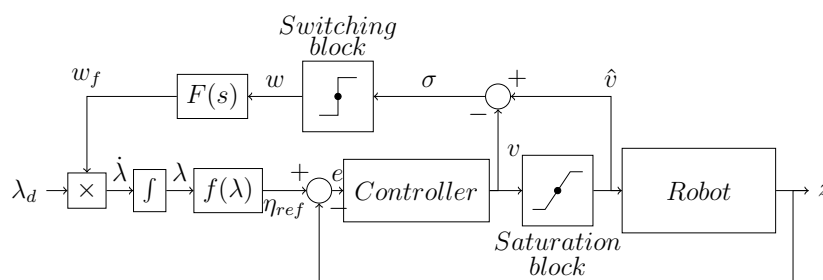 Switching
block
w_f
F(s)
w
σ
+
v̂
−
λ_d
×
λ̇
∫
λ
f(λ)
+
η_ref
e
−
Controller
v
Robot
Saturation
block